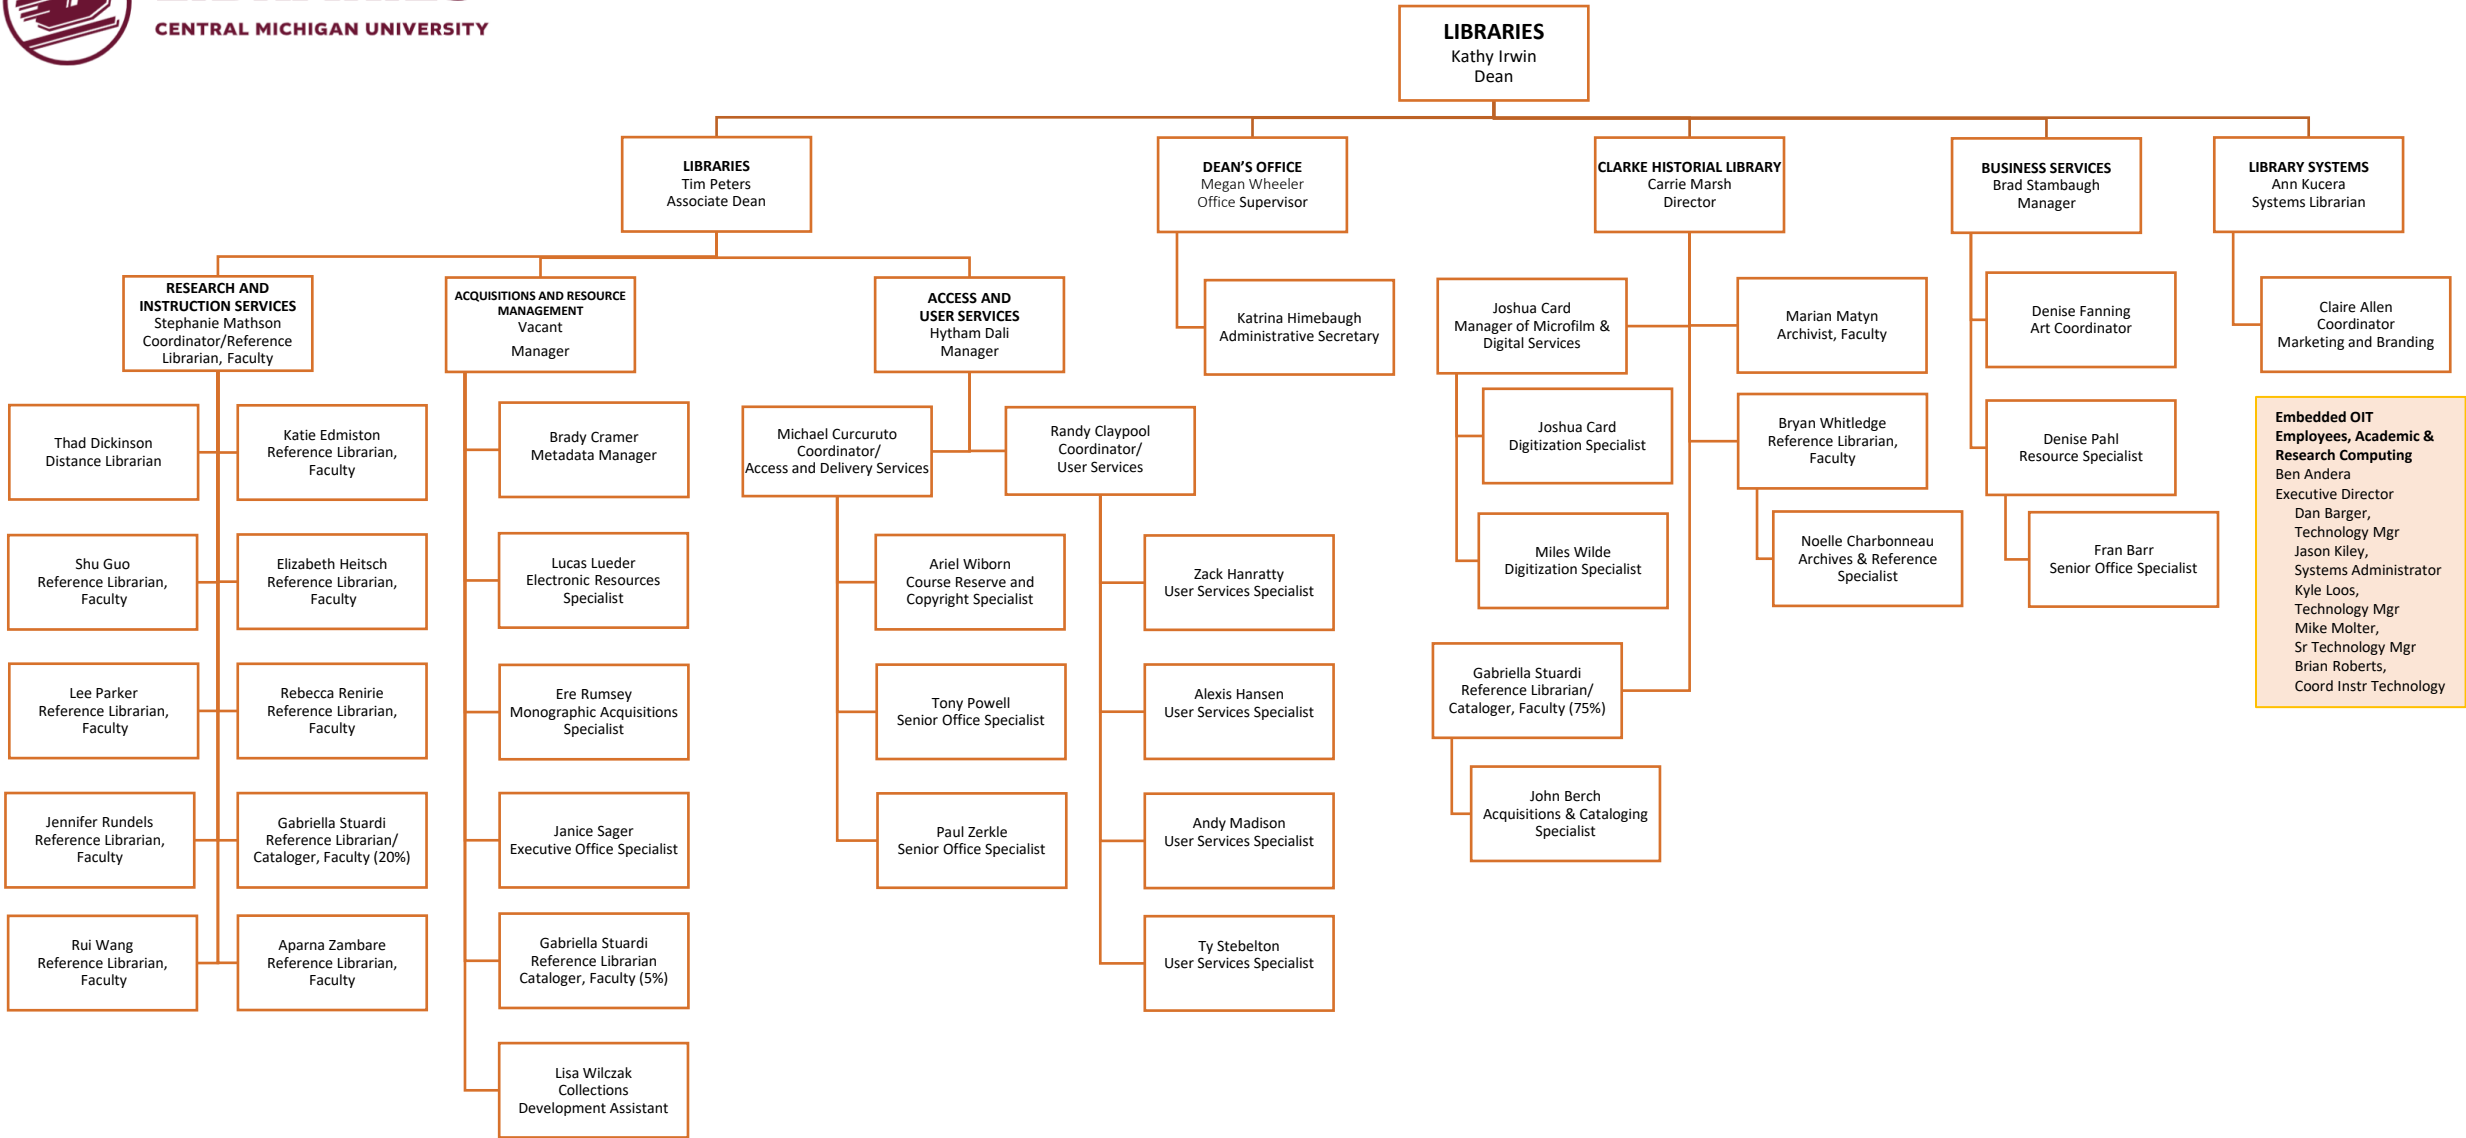 CENTRAL MICHIGAN UNIVERSITY
LIBRARIES
Kathy Irwin
Dean
LIBRARIES
Tim Peters
Associate Dean
DEAN'S OFFICE
Megan Wheeler
Office Supervisor
CLARKE HISTORIAL LIBRARY
Carrie Marsh
Director
BUSINESS SERVICES
Brad Stambaugh
Manager
LIBRARY SYSTEMS
Ann Kucera
Systems Librarian
RESEARCH AND
INSTRUCTION SERVICES
Stephanie Mathson
Coordinator/Reference
Librarian, Faculty
ACQUISITIONS AND RESOURCE
MANAGEMENT
Vacant
Manager
ACCESS AND
USER SERVICES
Hytham Dali
Manager
Katrina Himebaugh
Administrative Secretary
Joshua Card
Manager of Microfilm &
Digital Services
Marian Matyn
Archivist, Faculty
Denise Fanning
Art Coordinator
Claire Allen
Coordinator
Marketing and Branding
Thad Dickinson
Distance Librarian
Katie Edmiston
Reference Librarian,
Faculty
Brady Cramer
Metadata Manager
Michael Curcuruto
Coordinator/
Access and Delivery Services
Randy Claypool
Coordinator/
User Services
Joshua Card
Digitization Specialist
Bryan Whitledge
Reference Librarian,
Faculty
Denise Pahl
Resource Specialist
Embedded OIT
Employees, Academic &
Research Computing
Ben Andera
Executive Director
Dan Barger,
Technology Mgr
Jason Kiley,
Systems Administrator
Kyle Loos,
Technology Mgr
Mike Molter,
Sr Technology Mgr
Brian Roberts,
Coord Instr Technology
Shu Guo
Reference Librarian,
Faculty
Elizabeth Heitsch
Reference Librarian,
Faculty
Lucas Lueder
Electronic Resources
Specialist
Ariel Wiborn
Course Reserve and
Copyright Specialist
Zack Hanratty
User Services Specialist
Miles Wilde
Digitization Specialist
Noelle Charbonneau
Archives & Reference
Specialist
Fran Barr
Senior Office Specialist
Lee Parker
Reference Librarian,
Faculty
Rebecca Renirie
Reference Librarian,
Faculty
Ere Rumsey
Monographic Acquisitions
Specialist
Tony Powell
Senior Office Specialist
Alexis Hansen
User Services Specialist
Gabriella Stuardi
Reference Librarian/
Cataloger, Faculty (75%)
Jennifer Rundels
Reference Librarian,
Faculty
Gabriella Stuardi
Reference Librarian/
Cataloger, Faculty (20%)
Janice Sager
Executive Office Specialist
Paul Zerkle
Senior Office Specialist
Andy Madison
User Services Specialist
John Berch
Acquisitions & Cataloging
Specialist
Rui Wang
Reference Librarian,
Faculty
Aparna Zambare
Reference Librarian,
Faculty
Gabriella Stuardi
Reference Librarian
Cataloger, Faculty (5%)
Ty Stebelton
User Services Specialist
Lisa Wilczak
Collections
Development Assistant